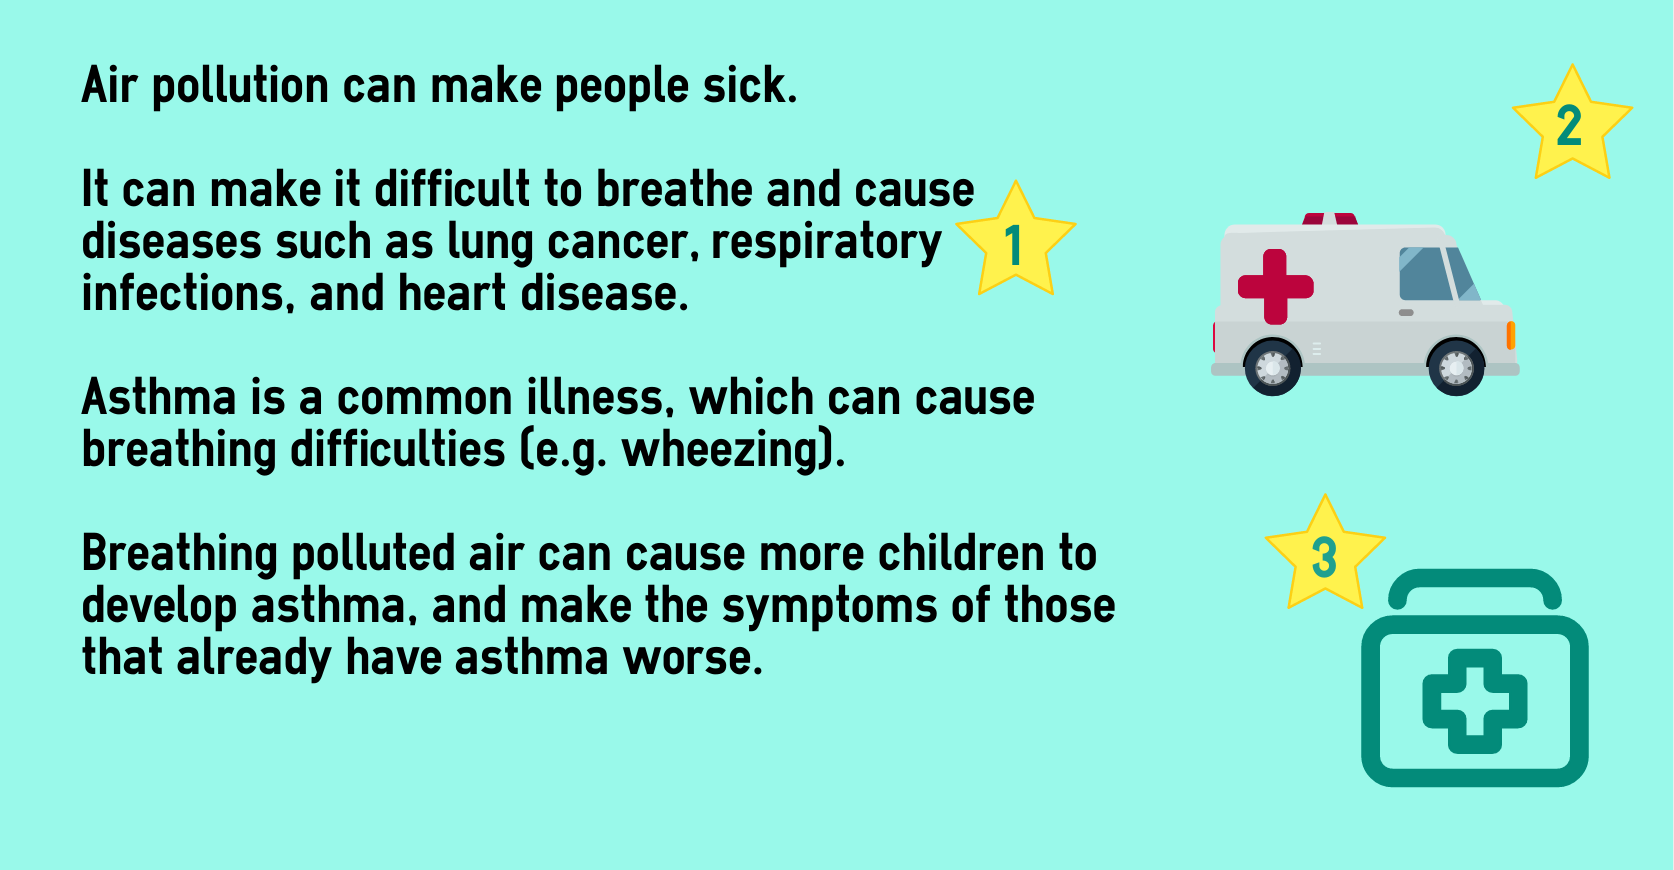 Air pollution can make people sick.
It can make it difficult to breathe and cause
diseases such as lung cancer, respiratory
infections, and heart disease.
Asthma is a common illness, which can cause
breathing difficulties (e.g. wheezing).
Breathing polluted air can cause more children to
develop asthma, and make the symptoms of those
that already have asthma worse.
1
2
3